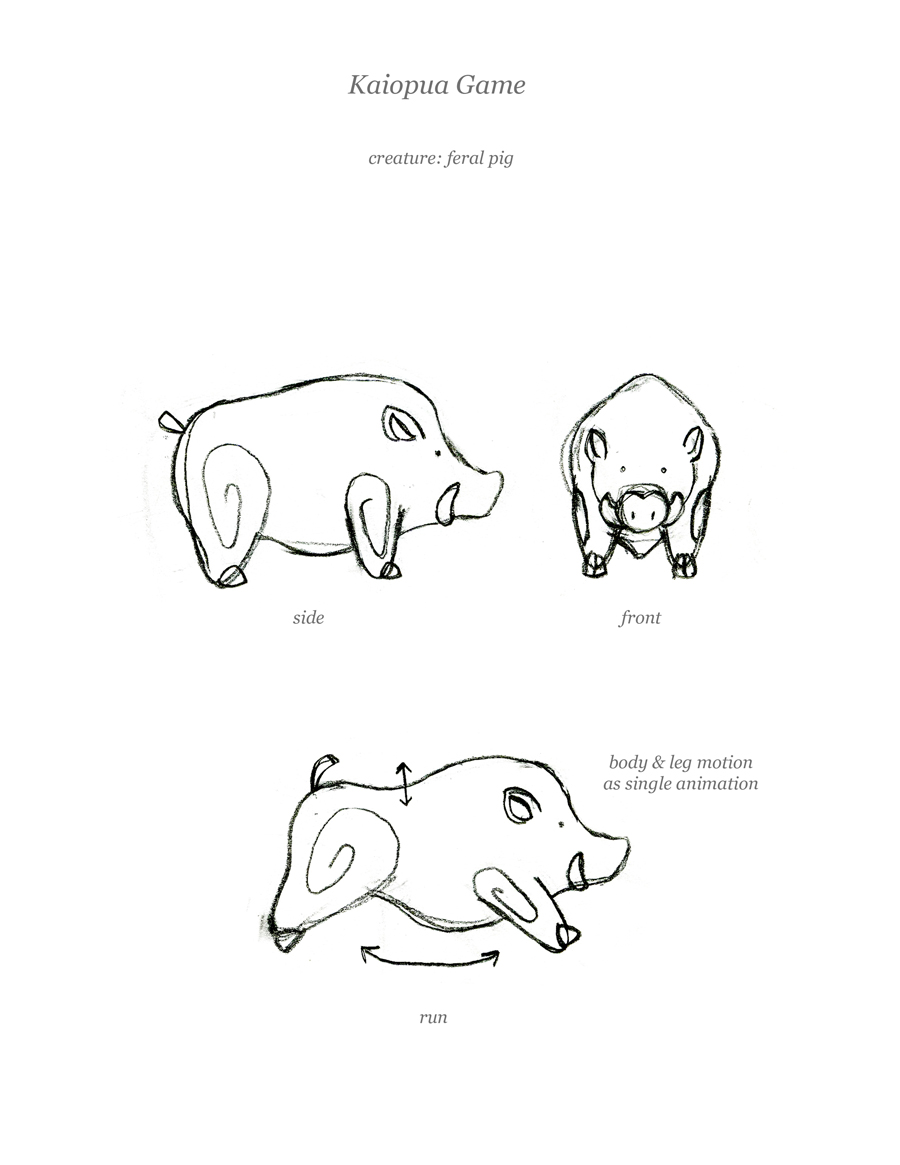 Kaiopua Game
creature: feral pig
side
front
body & leg motion
as single animation
run